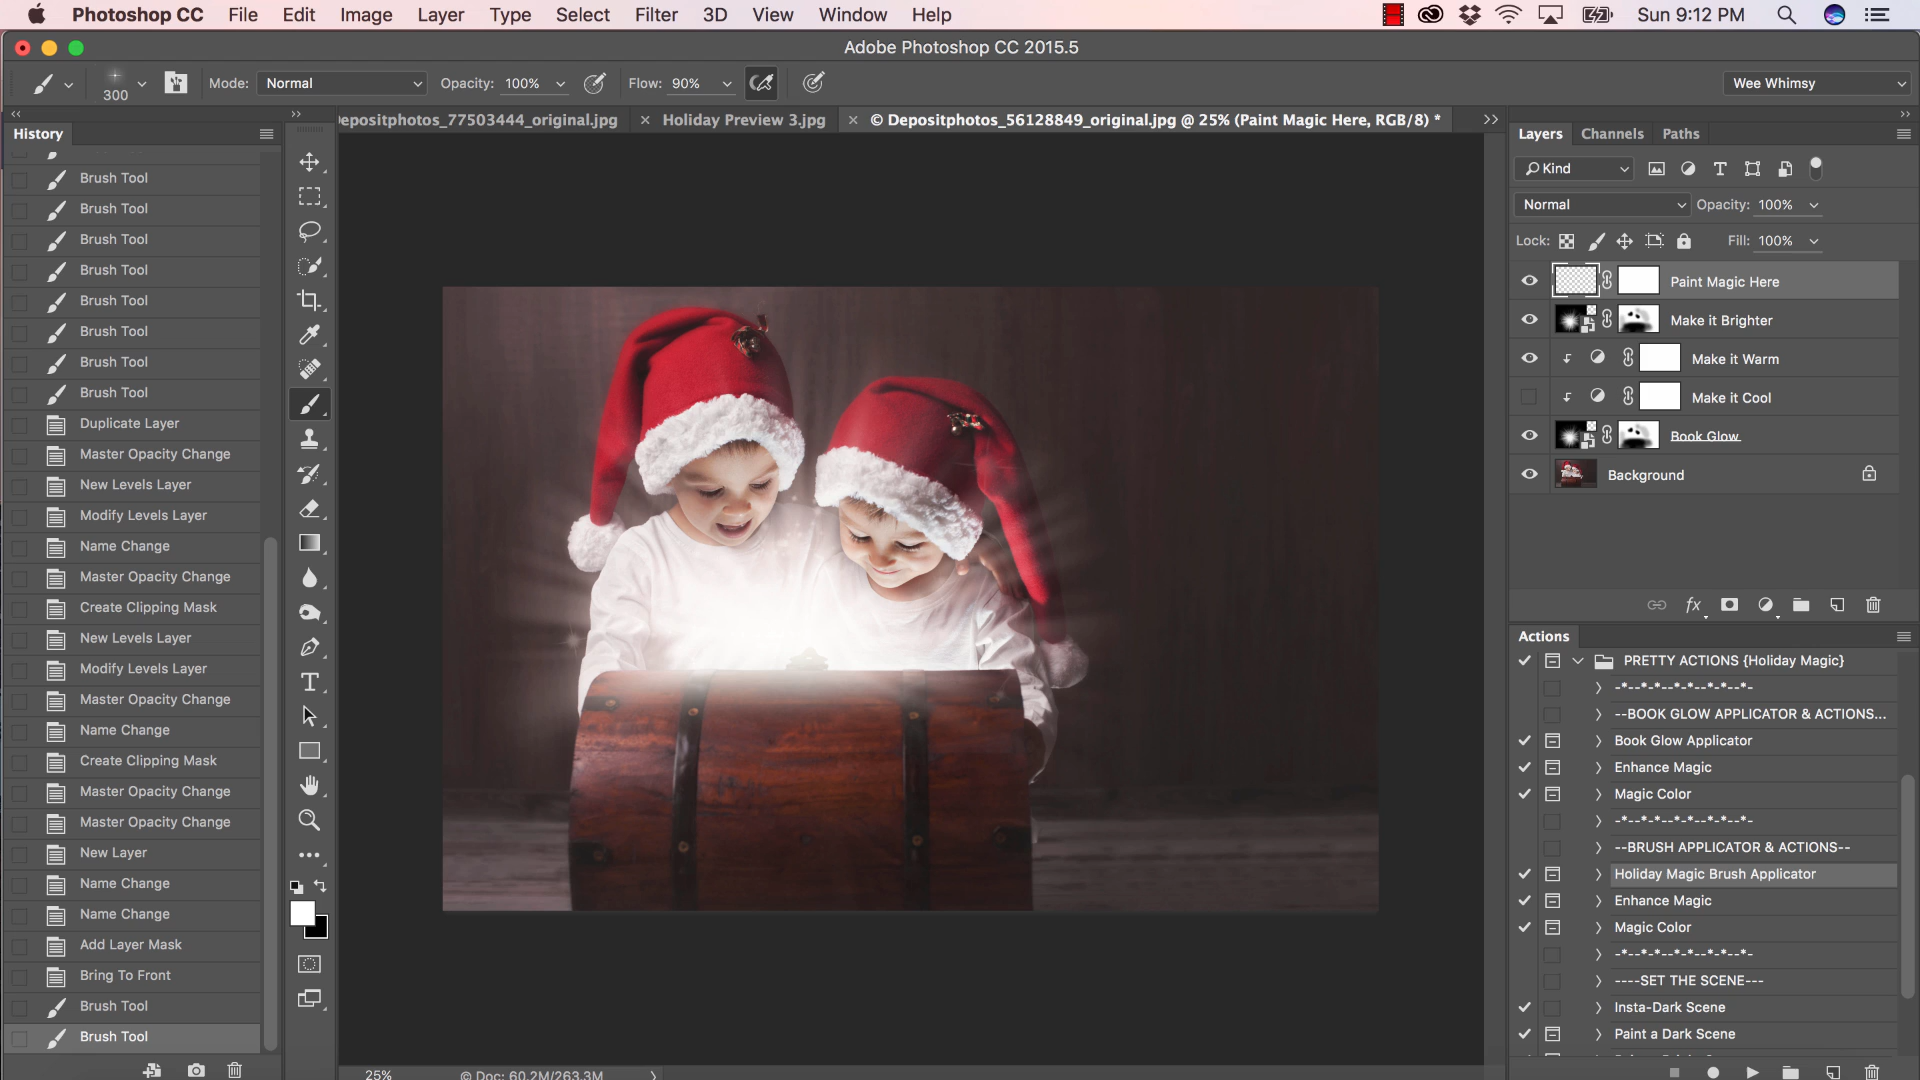 Photoshop CC File Edit Image Layer Type Select Filter 3D View Window Help Sun 9:12 PM
Adobe Photoshop CC 2015.5
300 Mode: Normal Opacity: 100% Flow: 90% Wee Whimsy
epositphotos_77503444_original.jpg Holiday Preview 3.jpg © Depositphotos_56128849_original.jpg @ 25% (Paint Magic Here, RGB/8) *
History
Brush Tool
Brush Tool
Brush Tool
Brush Tool
Brush Tool
Brush Tool
Brush Tool
Brush Tool
Duplicate Layer
Master Opacity Change
New Levels Layer
Modify Levels Layer
Name Change
Master Opacity Change
Create Clipping Mask
New Levels Layer
Modify Levels Layer
Master Opacity Change
Name Change
Create Clipping Mask
Master Opacity Change
Master Opacity Change
New Layer
Name Change
Name Change
Add Layer Mask
Bring To Front
Brush Tool
Brush Tool
25% © Doc: 60.2M/263.3M
Layers Channels Paths
Kind
Normal Opacity: 100%
Lock: Fill: 100%
Paint Magic Here
Make it Brighter
Make it Warm
Make it Cool
Book Glow
Background
fx
Actions
PRETTY ACTIONS {Holiday Magic}
-*--*-*--*-*--*-*--*-
--BOOK GLOW APPLICATOR & ACTIONS...
Book Glow Applicator
Enhance Magic
Magic Color
-*--*-*--*-*--*-*--*-
--BRUSH APPLICATOR & ACTIONS--
Holiday Magic Brush Applicator
Enhance Magic
Magic Color
-*--*-*--*-*--*-*--*-
----SET THE SCENE---
Insta-Dark Scene
Paint a Dark Scene